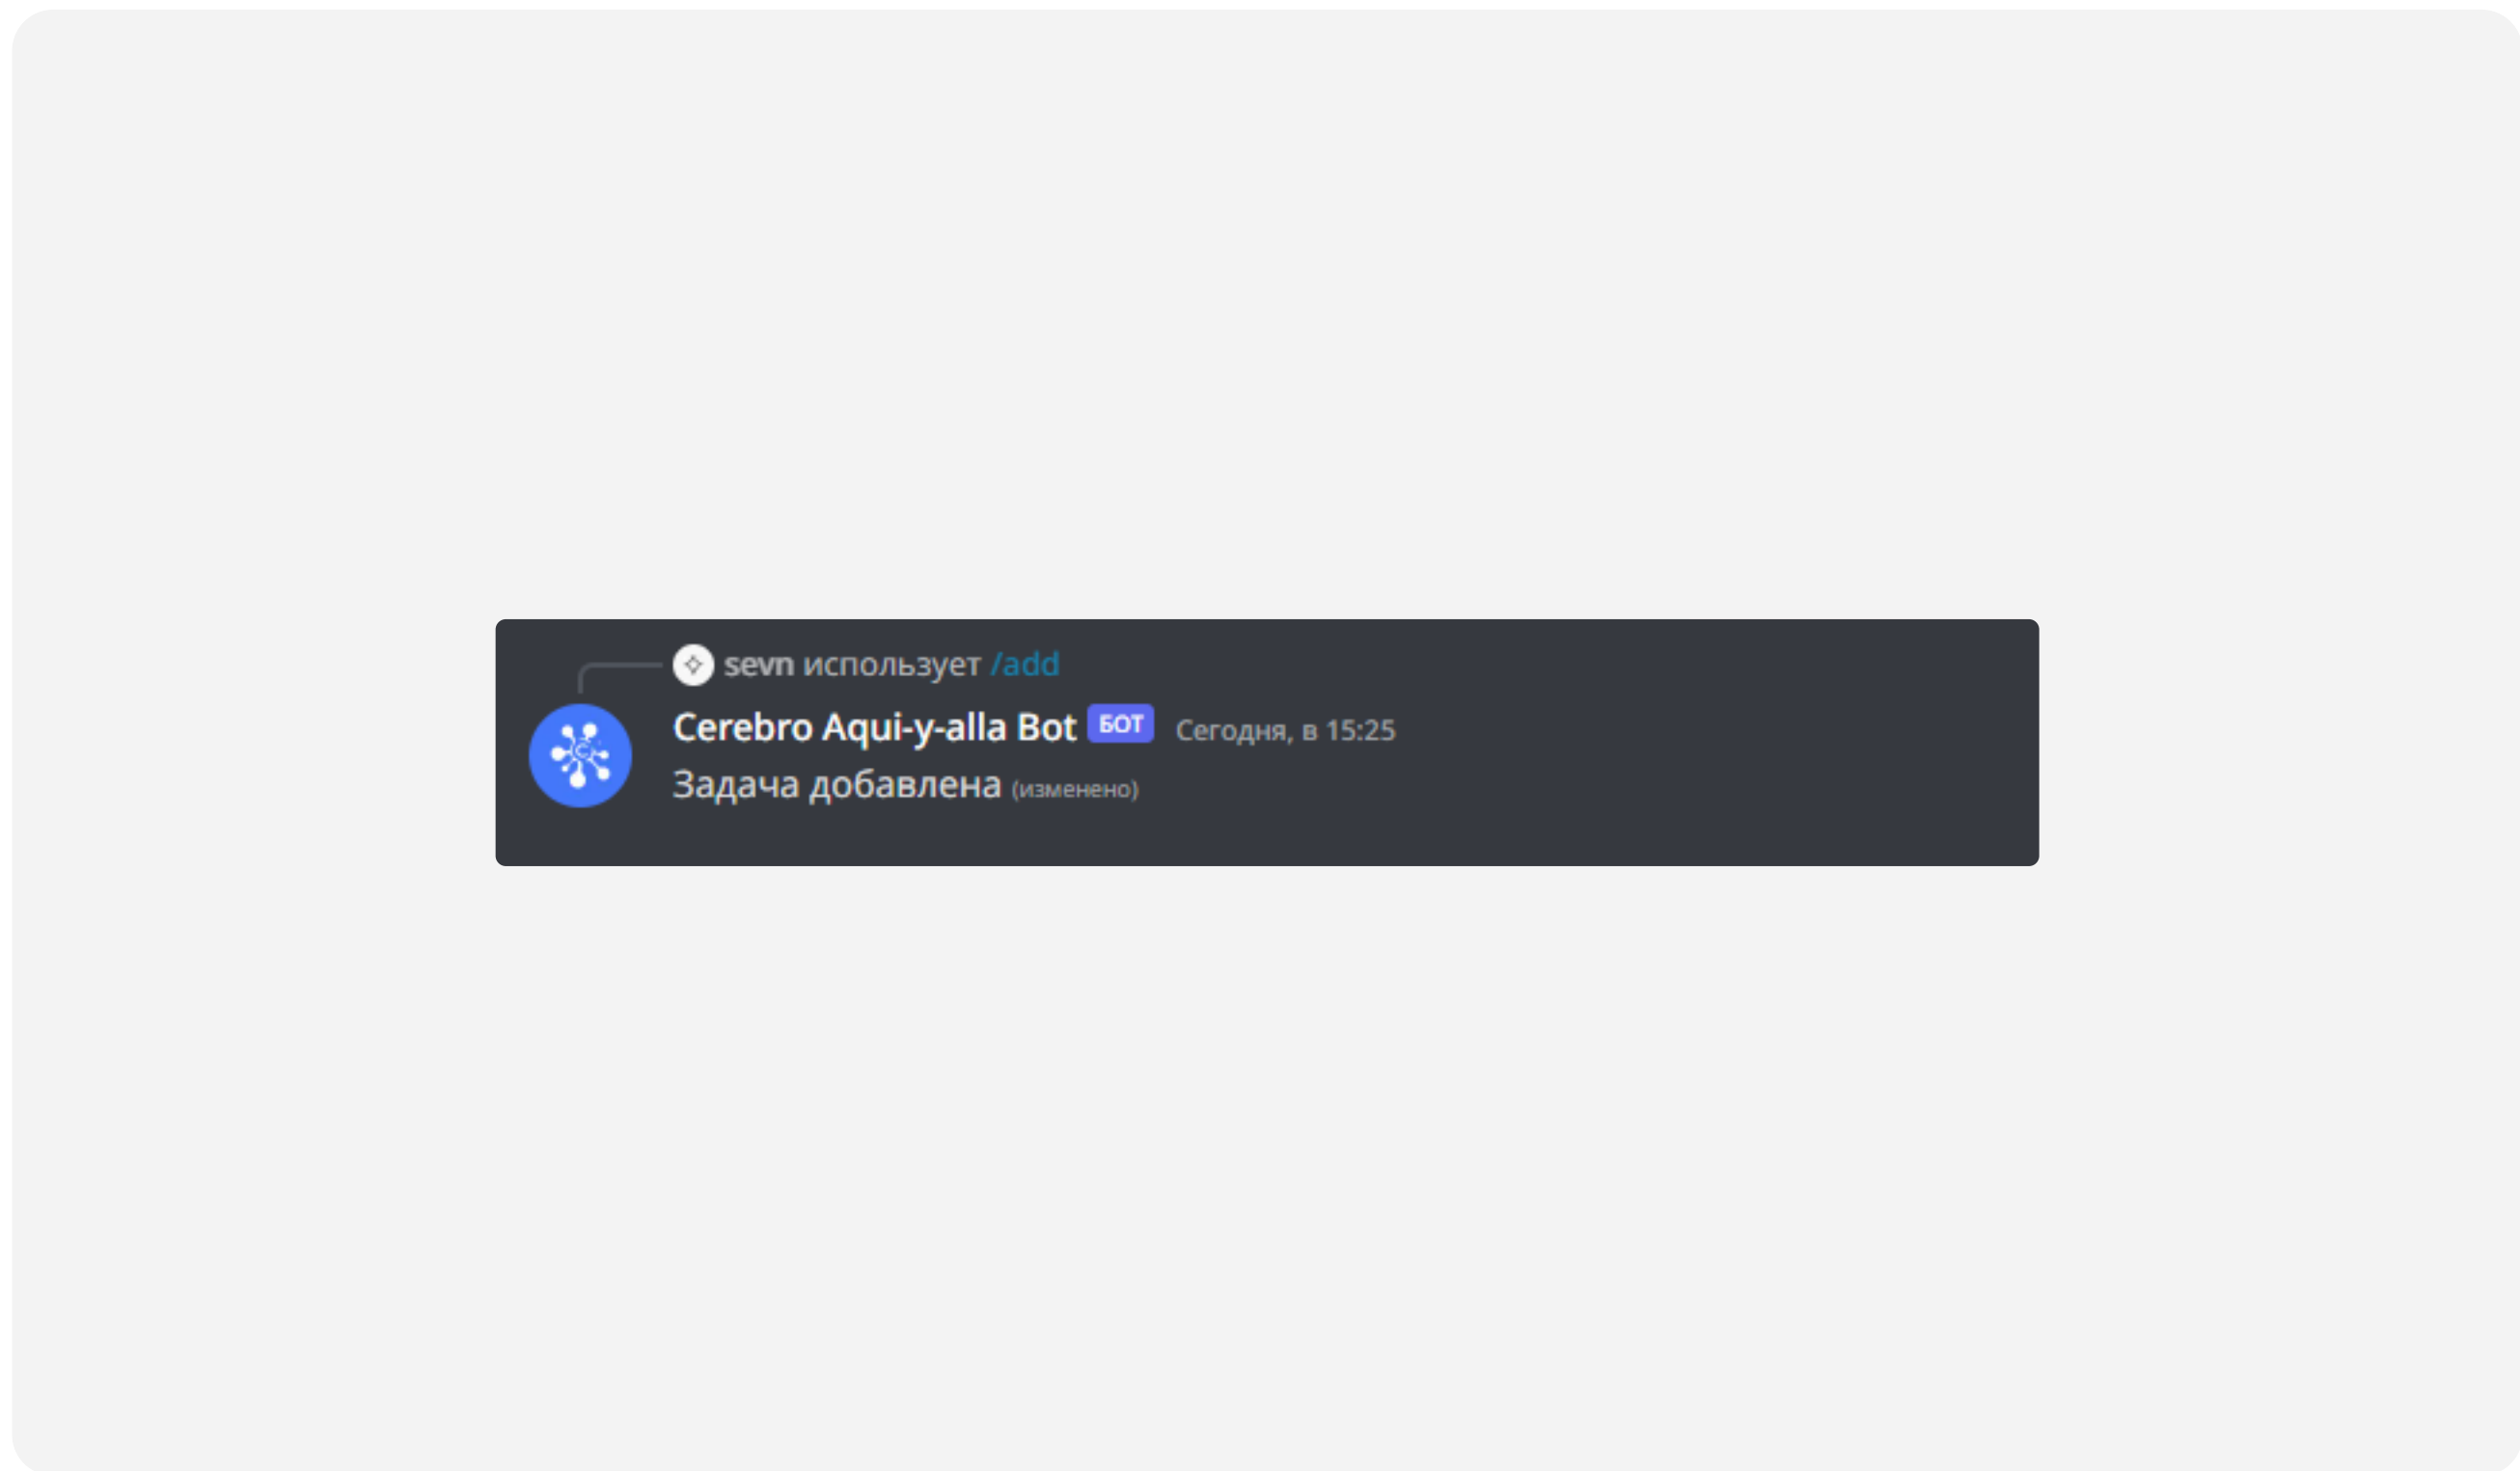 sevn использует /add
Cerebro Aqui-y-alla Bot БОТ Сегодня, в 15:25
Задача добавлена (изменено)